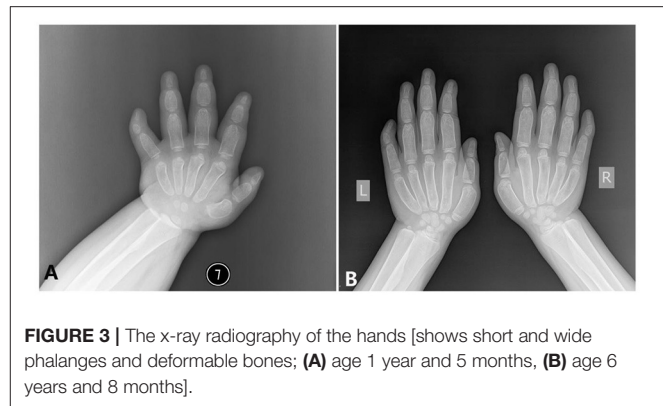 L
R
A
7
B
FIGURE 3 | The x-ray radiography of the hands [shows short and wide
phalanges and deformable bones; (A) age 1 year and 5 months, (B) age 6
years and 8 months].